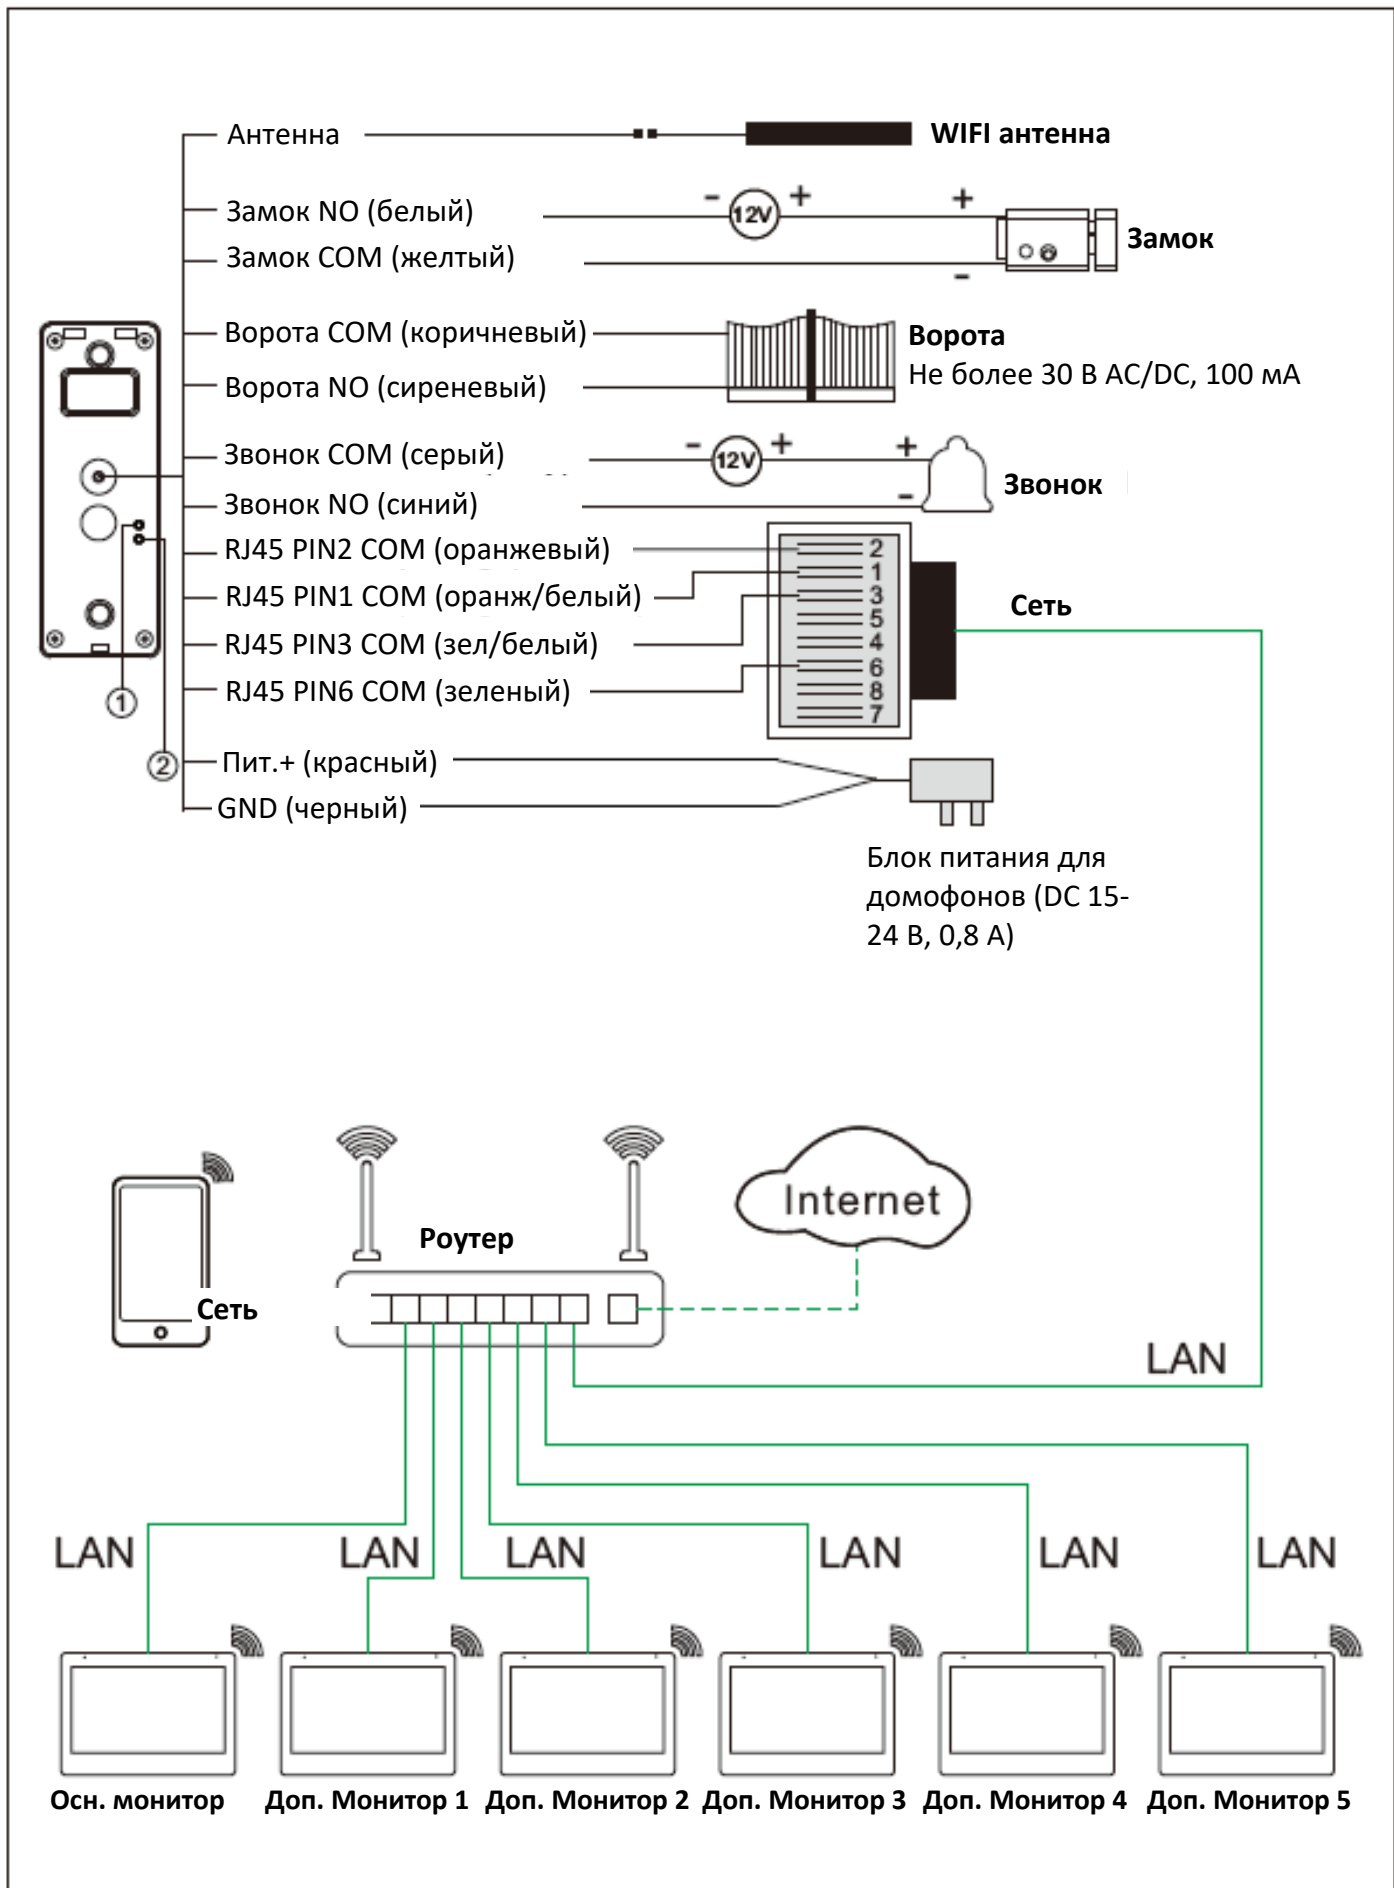 Антенна
WIFI антенна
Замок NO (белый)
- 12V +
+
Замок COM (желтый)
-
Замок
Ворота COM (коричневый)
Ворота
Ворота NO (сиреневый)
Не более 30 В AC/DC, 100 мА
Звонок COM (серый)
- 12V +
+
Звонок NO (синий)
-
Звонок
RJ45 PIN2 COM (оранжевый)
RJ45 PIN1 COM (оранж/белый)
RJ45 PIN3 COM (зел/белый)
RJ45 PIN6 COM (зеленый)
2
1
3
5
4
6
8
7
Сеть
1
2
Пит.+ (красный)
GND (черный)
Блок питания для
домофонов (DC 15-
24 В, 0,8 А)
Роутер
Internet
Сеть
LAN
LAN
LAN
LAN
LAN
LAN
LAN
Осн. монитор
Доп. Монитор 1
Доп. Монитор 2
Доп. Монитор 3
Доп. Монитор 4
Доп. Монитор 5